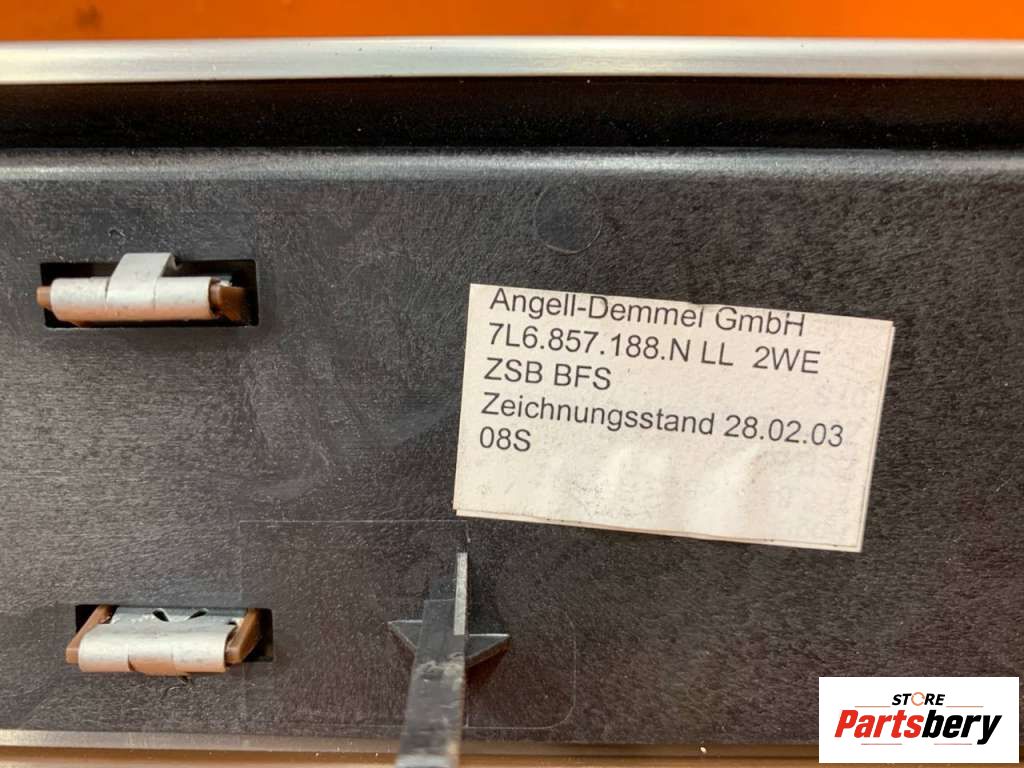 Angell-Demmel GmbH
7L6.857.188.N LL 2WE
ZSB BFS
Zeichnungsstand 28.02.03
08S
STORE
Partsbery